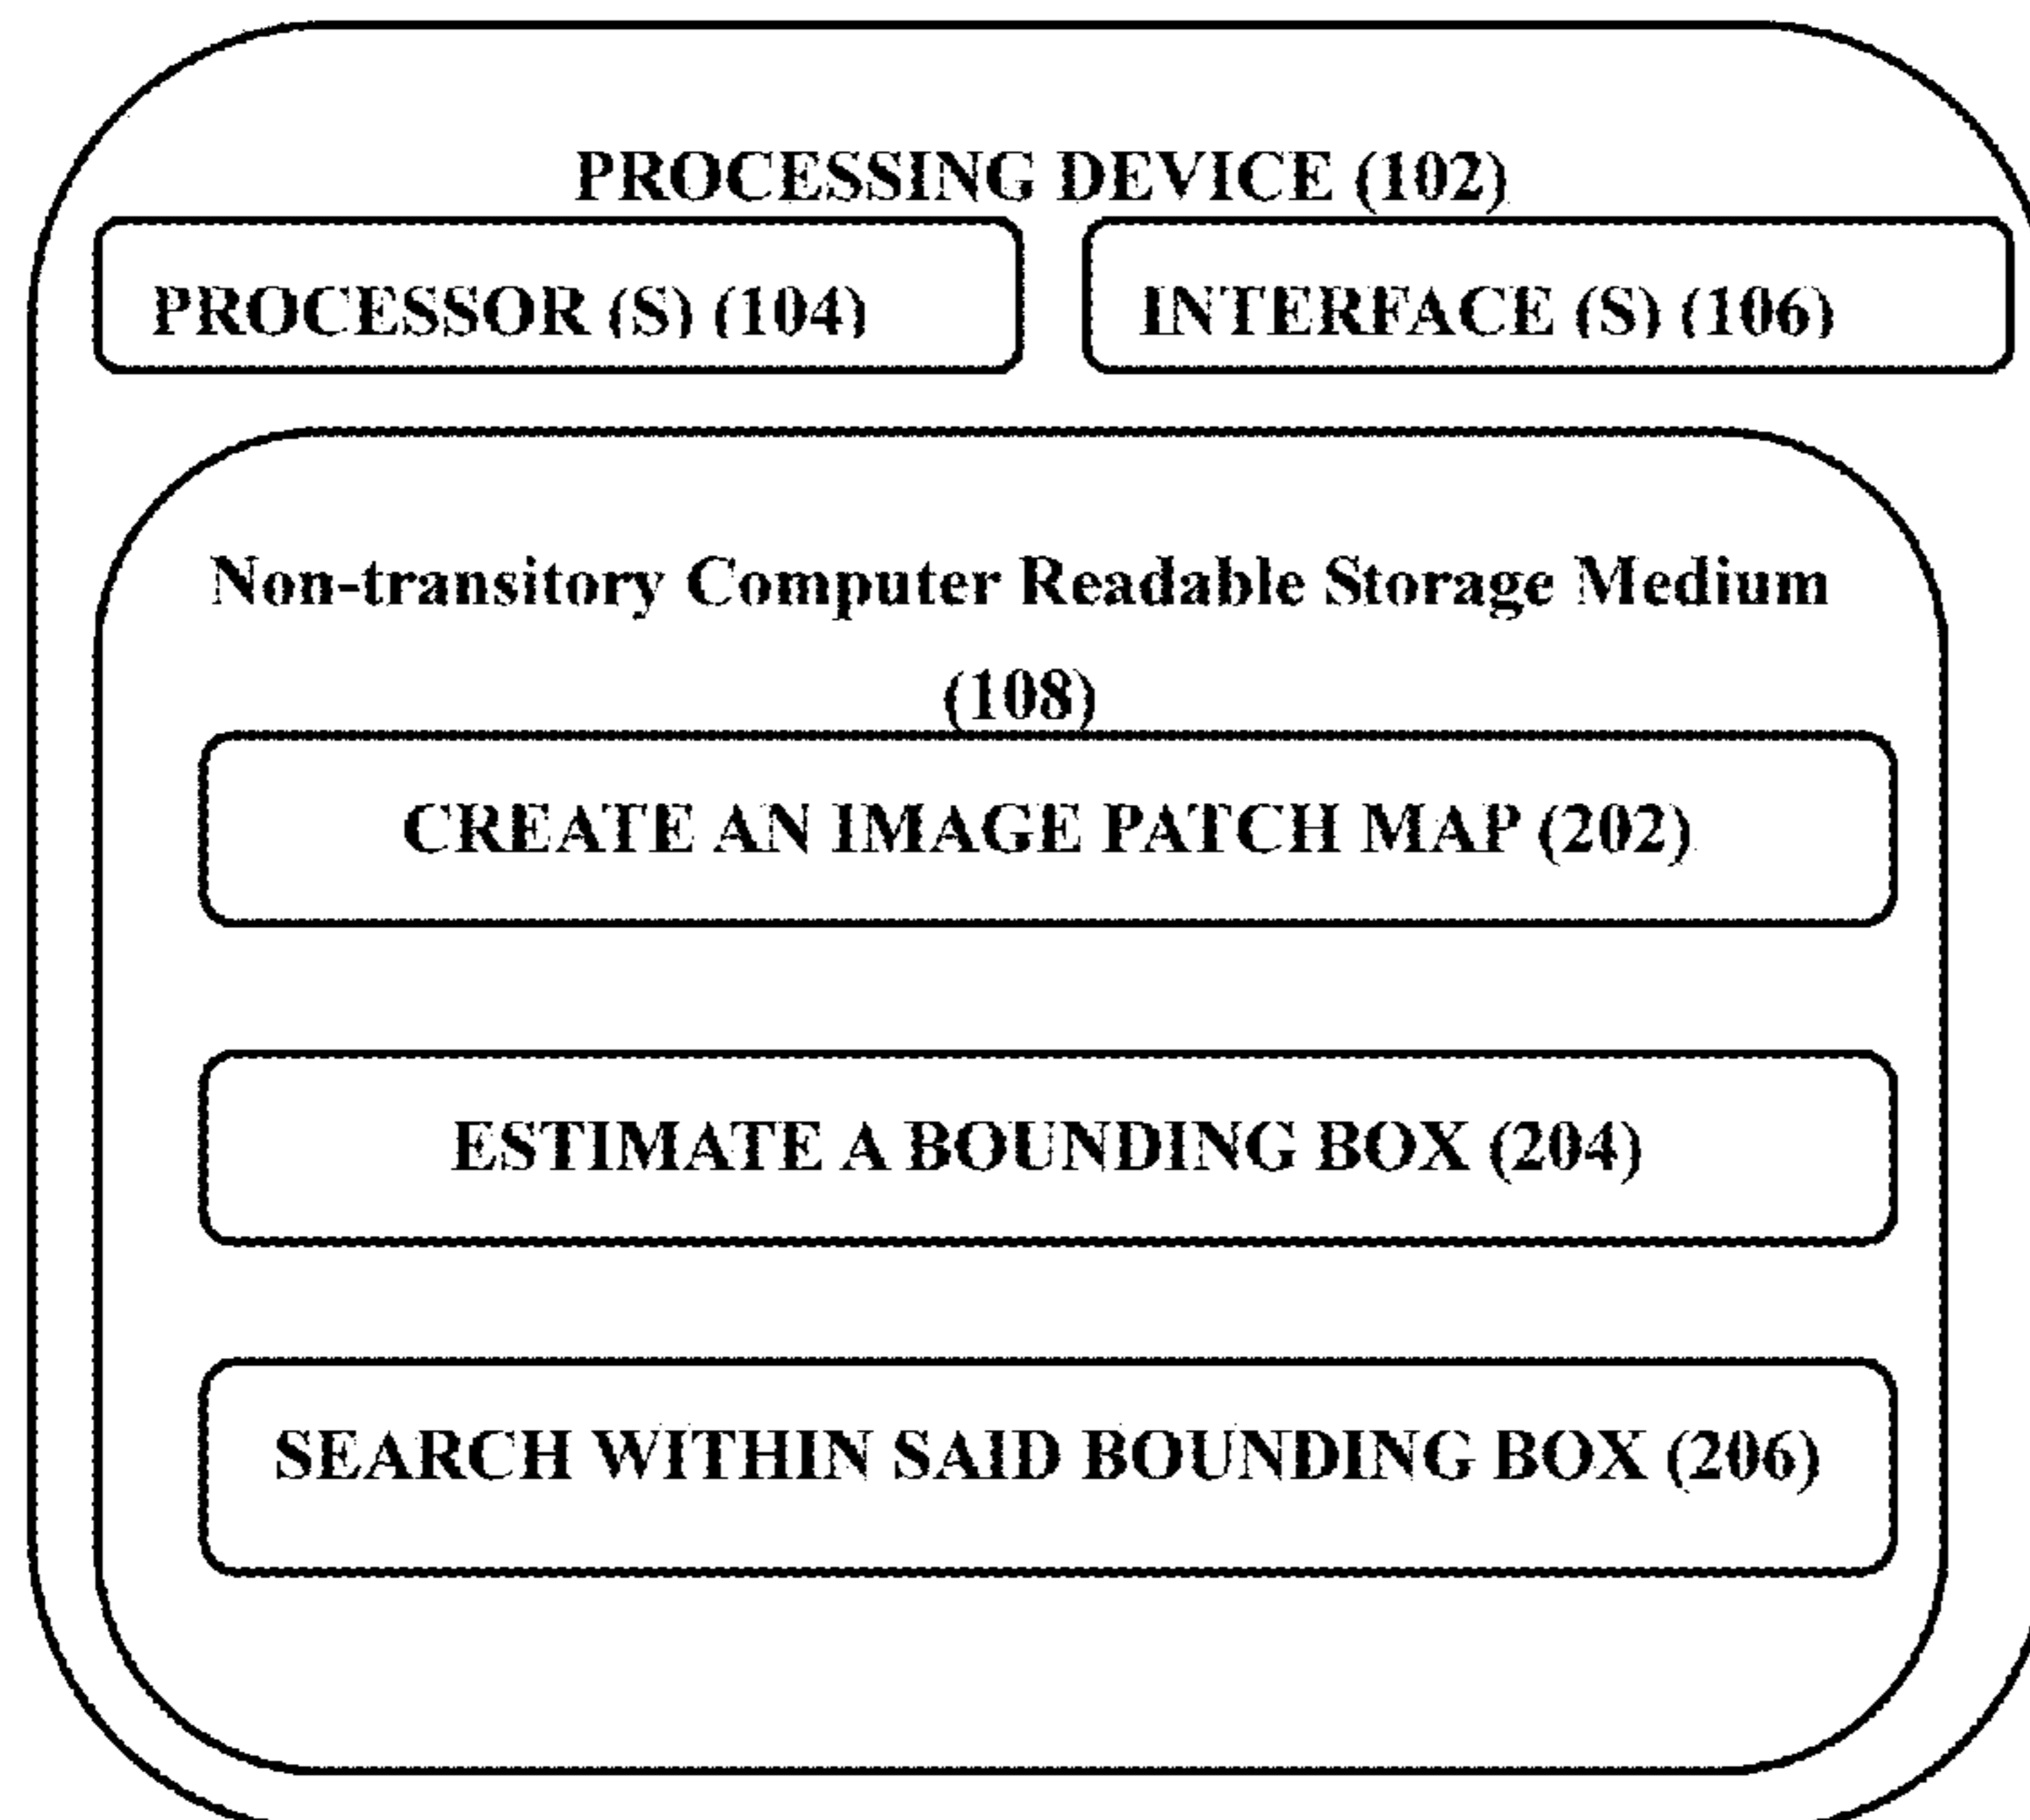 PROCESSING DEVICE (102)
PROCESSOR (S) (104)
INTERFACE (S) (106)
Non-transitory Computer Readable Storage Medium
(108)
CREATE AN IMAGE PATCH MAP (202)
ESTIMATE A BOUNDING BOX (204)
SEARCH WITHIN SAID BOUNDING BOX (206)